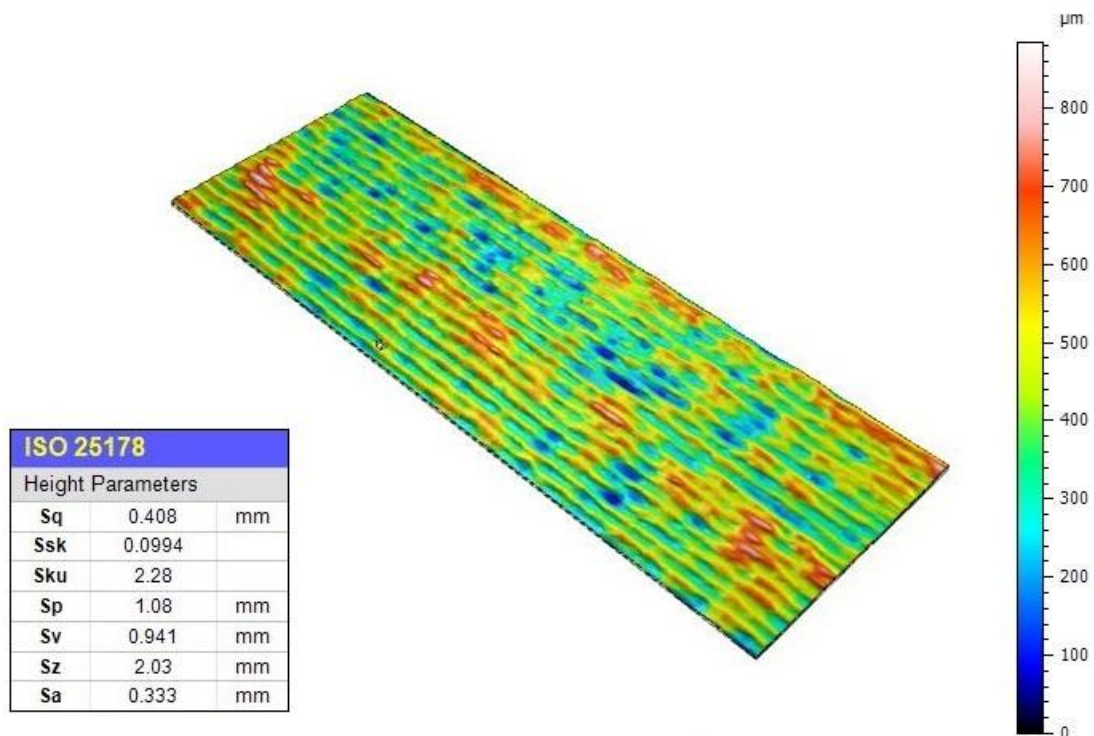 µm
800
700
600
500
400
300
200
100
0
ISO 25178
Height Parameters
Sq 0.408 mm
Ssk 0.0994
Sku 2.28
Sp 1.08 mm
Sv 0.941 mm
Sz 2.03 mm
Sa 0.333 mm